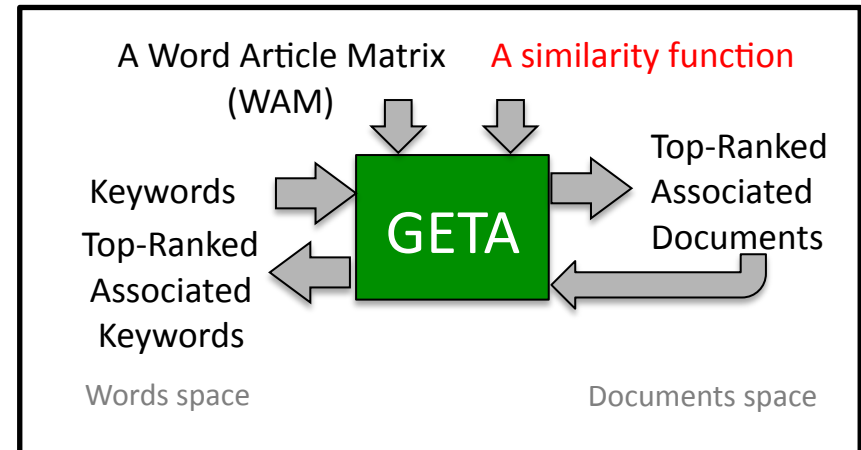 A Word Article Matrix
(WAM)
A similarity function
Keywords
Top-Ranked
Associated
Keywords
GETA
Top-Ranked
Associated
Documents
Words space
Documents space